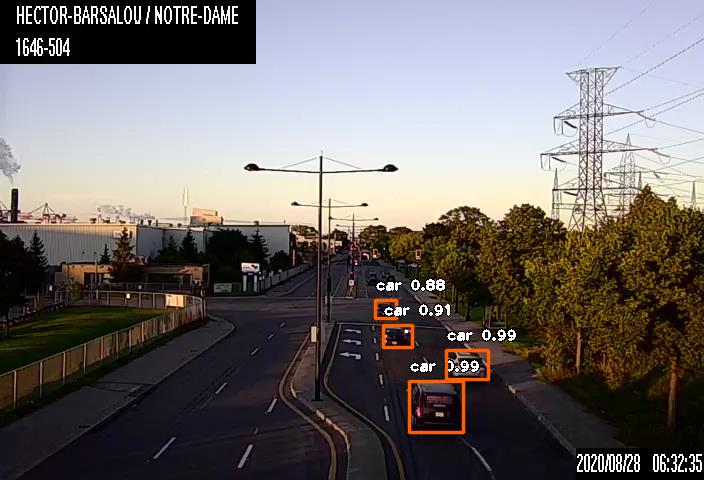 HECTOR-BARSALOU / NOTRE-DAME
1646-504
car 0.88
car 0.91
car 0.99
car 0.99
2020/08/28 06:32:35